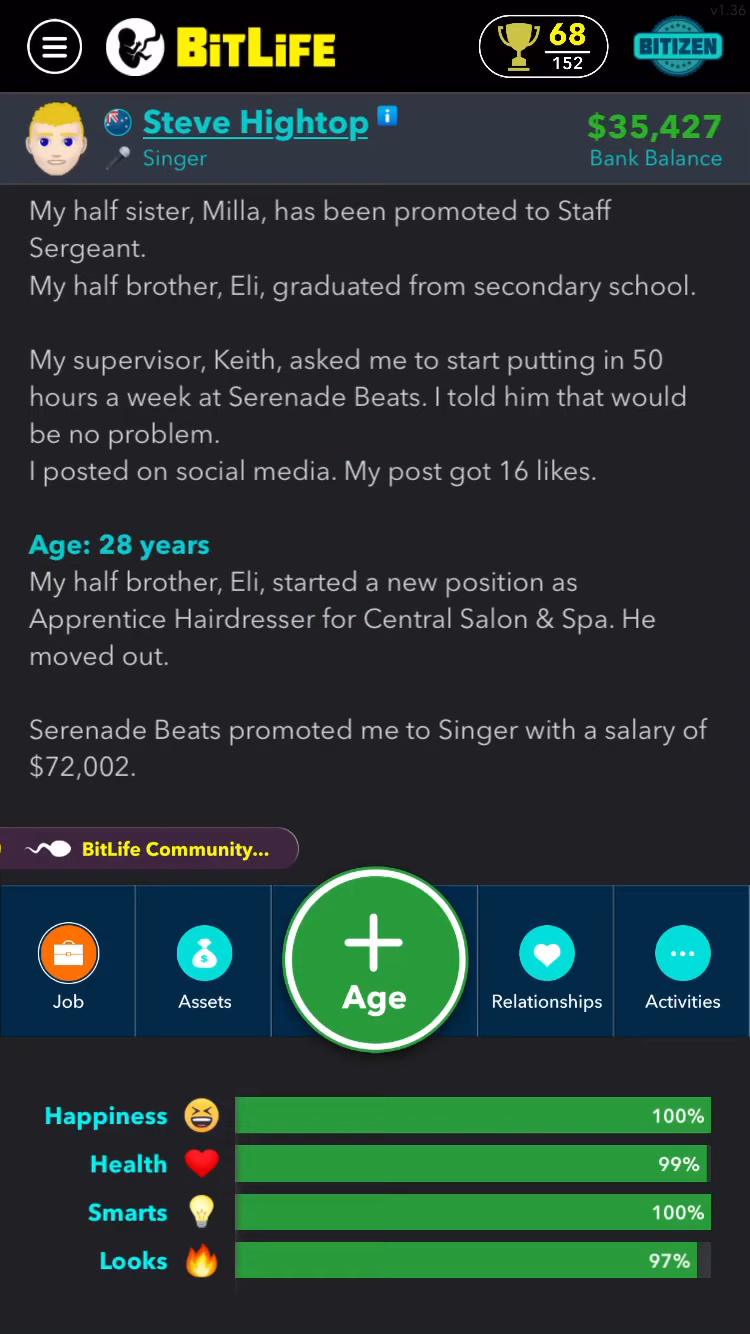 v1.36
BITLIFE
68
152
BITIZEN
Steve Hightop
$35,427
Singer
Bank Balance
My half sister, Milla, has been promoted to Staff
Sergeant.
My half brother, Eli, graduated from secondary school.
My supervisor, Keith, asked me to start putting in 50
hours a week at Serenade Beats. I told him that would
be no problem.
I posted on social media. My post got 16 likes.
Age: 28 years
My half brother, Eli, started a new position as
Apprentice Hairdresser for Central Salon & Spa. He
moved out.
Serenade Beats promoted me to Singer with a salary of
$72,002.
BitLife Community...
Job
Assets
Age
Relationships
Activities
Happiness 100%
Health 99%
Smarts 100%
Looks 97%